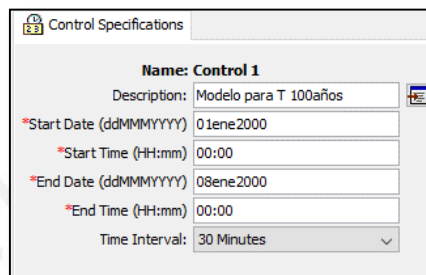 Control Specifications
Name: Control 1
Description: Modelo para T 100años
*Start Date (ddMMMYYYY) 01ene2000
*Start Time (HH:mm) 00:00
*End Date (ddMMMYYYY) 08ene2000
*End Time (HH:mm) 00:00
Time Interval: 30 Minutes